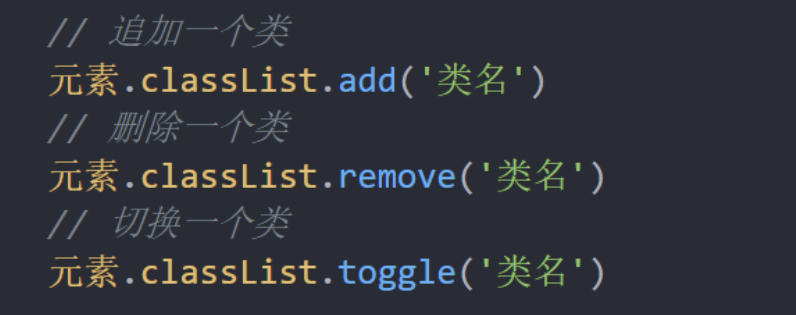 // 追加一个类
元素.classList.add('类名')
// 删除一个类
元素.classList.remove('类名')
// 切换一个类
元素.classList.toggle('类名')